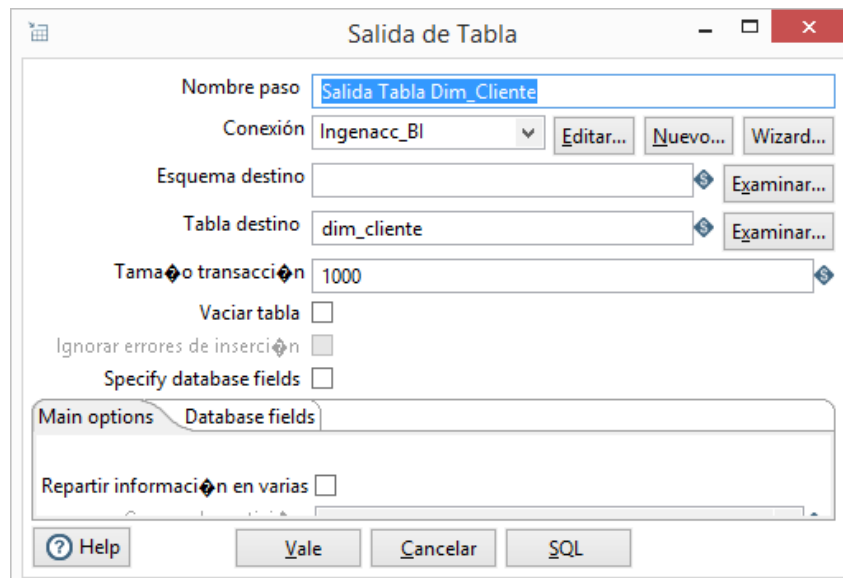 Salida de Tabla
Nombre paso Salida Tabla Dim_Cliente
Conexión Ingenacc_BI Editar... Nuevo... Wizard...
Esquema destino Examinar...
Tabla destino dim_cliente Examinar...
Tama�o transacci�n 1000
Vaciar tabla
Ignorar errores de inserci�n
Specify database fields
Main options Database fields
Repartir informaci�n en varias
Help Vale Cancelar SQL